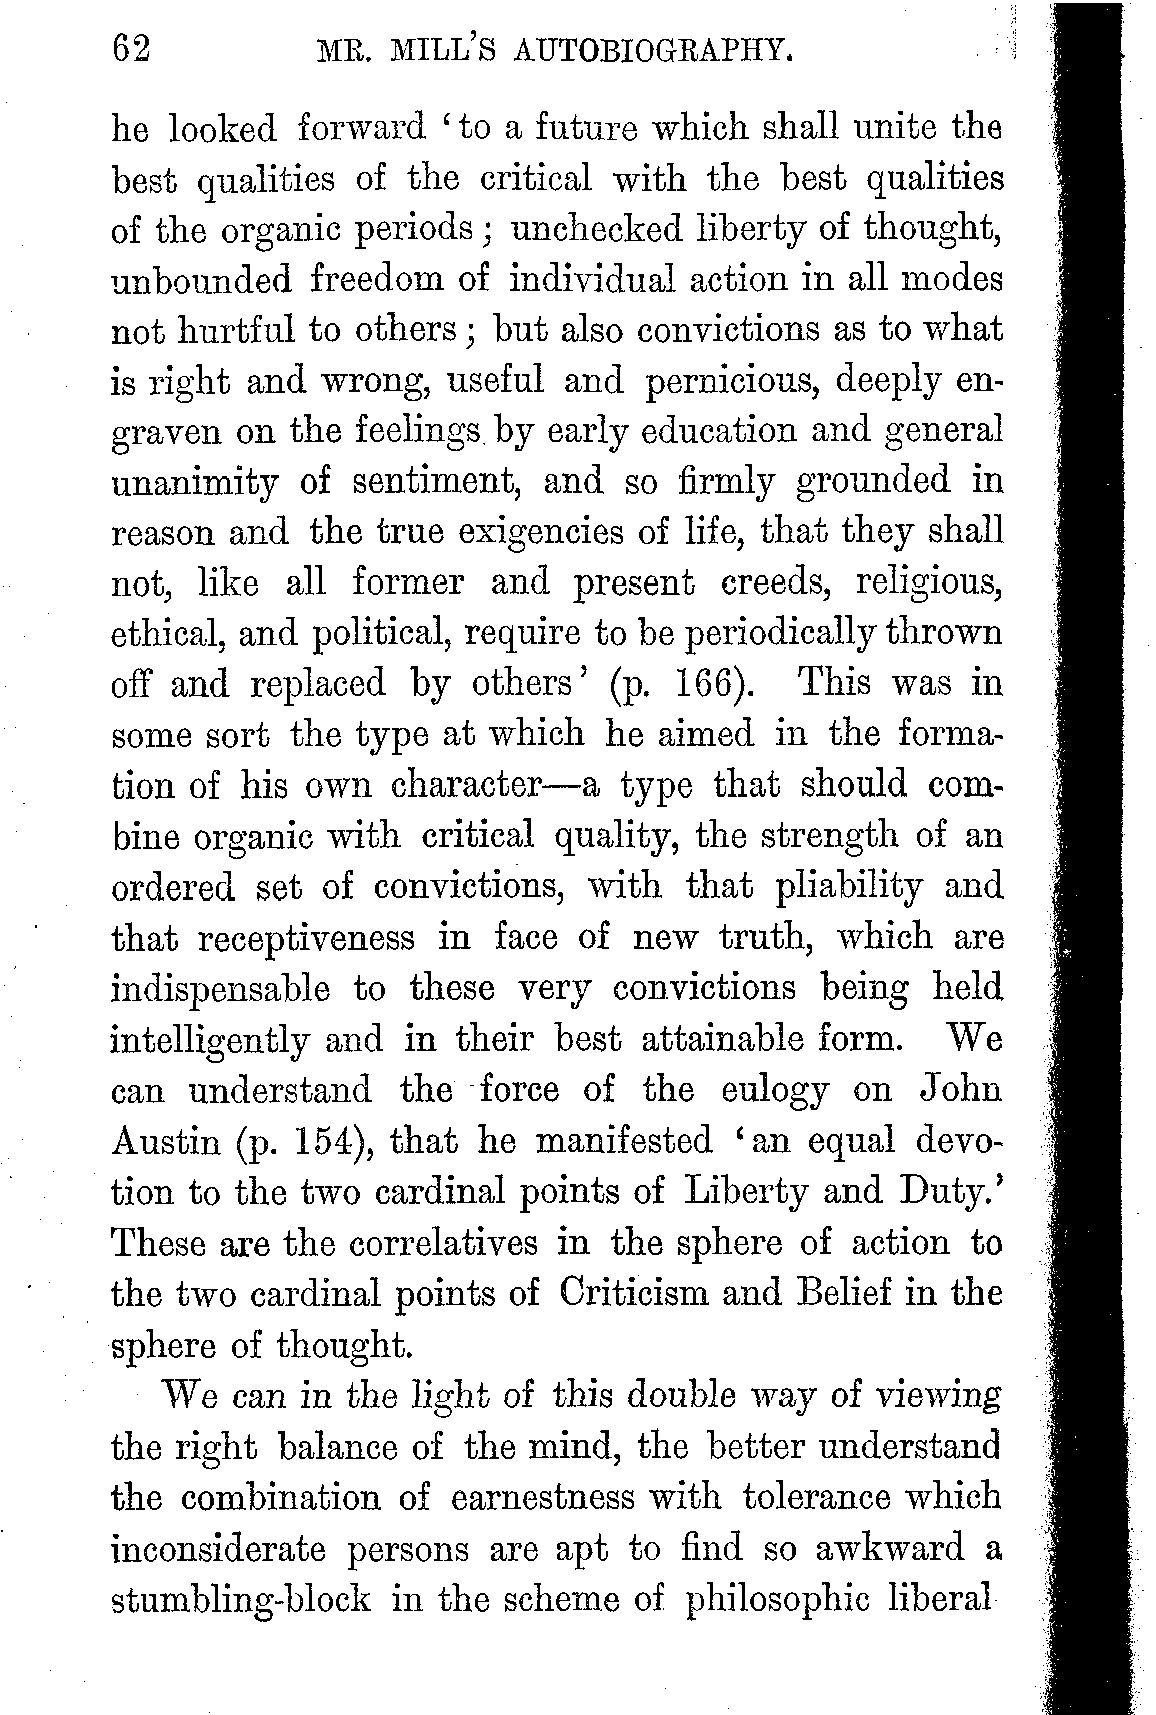 62 MR. MILL'S AUTOBIOGRAPHY.
he looked forward ‘to a future which shall unite the
best qualities of the critical with the best qualities
of the organic periods; unchecked liberty of thought,
unbounded freedom of individual action in all modes
not hurtful to others; but also convictions as to what
is right and wrong, useful and pernicious, deeply en-
graven on the feelings by early education and general
unanimity of sentiment, and so firmly grounded in
reason and the true exigencies of life, that they shall
not, like all former and present creeds, religious,
ethical, and political, require to be periodically thrown
off and replaced by others’ (p. 166). This was in
some sort the type at which he aimed in the forma-
tion of his own character—a type that should com-
bine organic with critical quality, the strength of an
ordered set of convictions, with that pliability and
that receptiveness in face of new truth, which are
indispensable to these very convictions being held
intelligently and in their best attainable form. We
can understand the force of the eulogy on John
Austin (p. 154), that he manifested ‘an equal devo-
tion to the two cardinal points of Liberty and Duty.’
These are the correlatives in the sphere of action to
the two cardinal points of Criticism and Belief in the
sphere of thought.
We can in the light of this double way of viewing
the right balance of the mind, the better understand
the combination of earnestness with tolerance which
inconsiderate persons are apt to find so awkward a
stumbling-block in the scheme of philosophic liberal